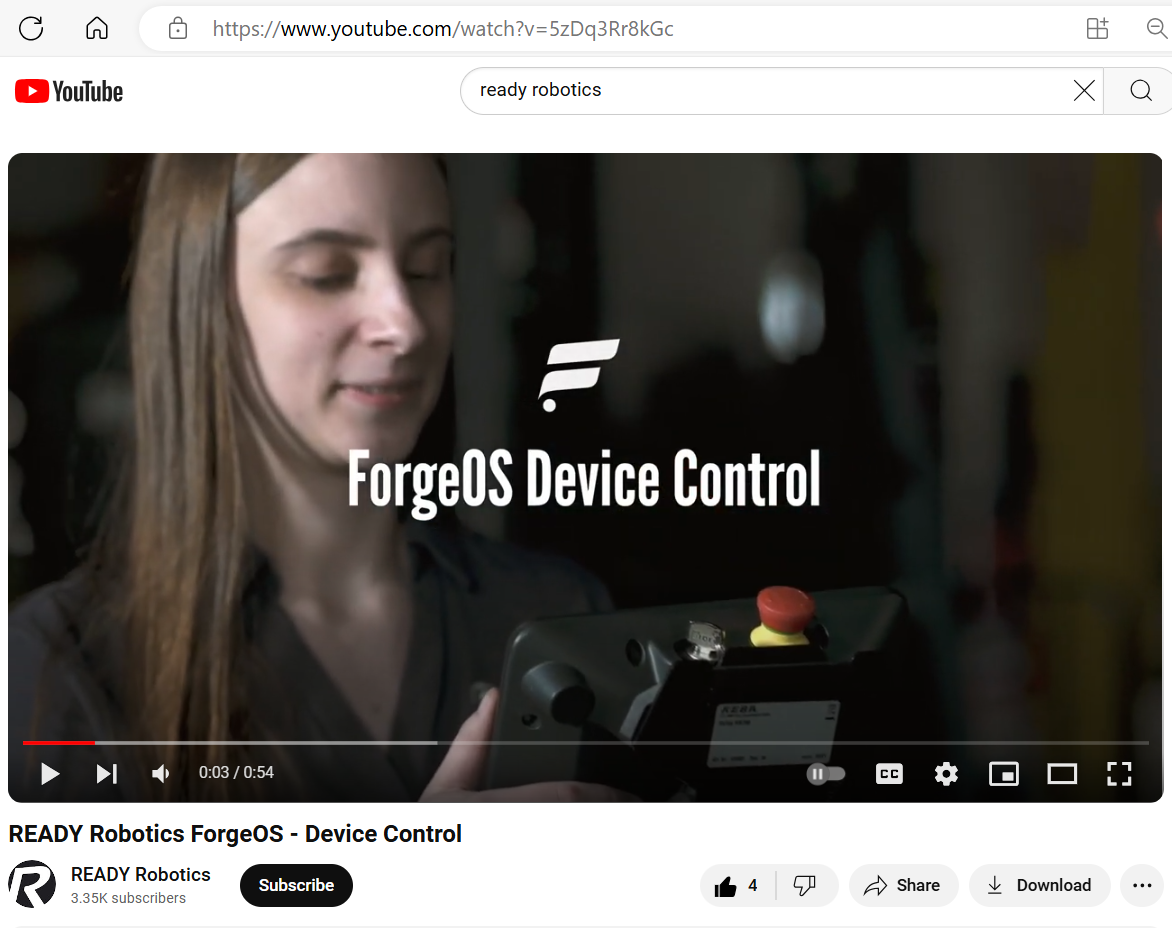 https://www.youtube.com/watch?v=5zDq3Rr8kGc
YouTube
ready robotics
ForgeOS Device Control
KEBA
0:03 / 0:54
CC
READY Robotics ForgeOS - Device Control
READY Robotics
3.35K subscribers
Subscribe
4
Share
Download